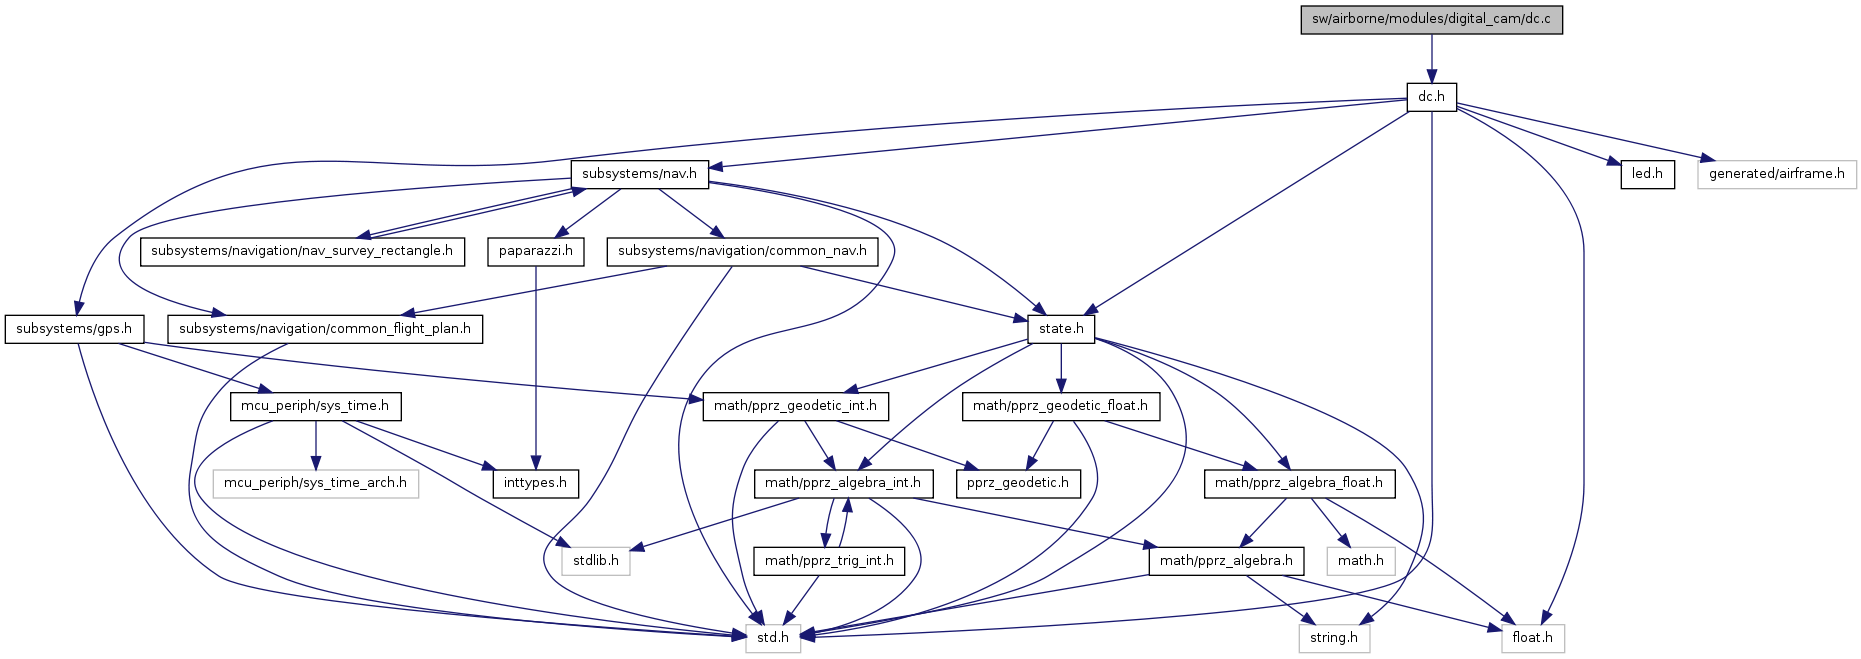 sw/airborne/modules/digital_cam/dc.c
dc.h
subsystems/nav.h
led.h
generated/airframe.h
subsystems/navigation/nav_survey_rectangle.h
paparazzi.h
subsystems/navigation/common_nav.h
subsystems/gps.h
subsystems/navigation/common_flight_plan.h
state.h
mcu_periph/sys_time.h
math/pprz_geodetic_int.h
math/pprz_geodetic_float.h
mcu_periph/sys_time_arch.h
inttypes.h
math/pprz_algebra_int.h
pprz_geodetic.h
math/pprz_algebra_float.h
stdlib.h
math/pprz_trig_int.h
math/pprz_algebra.h
math.h
std.h
string.h
float.h